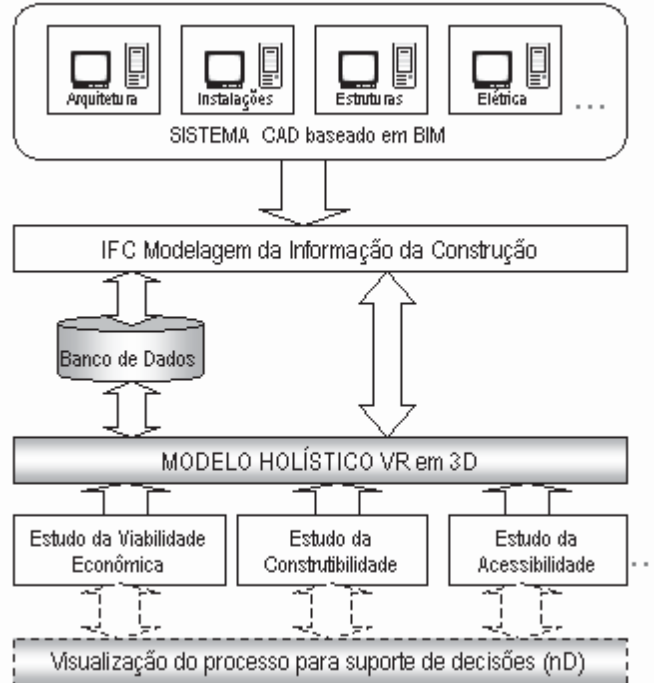 Arquitetura Instalações Estruturas Elétrica ...
SISTEMA CAD baseado em BIM
IFC Modelagem da Informação da Construção
Banco de Dados
MODELO HOLÍSTICO VR em 3D
Estudo da Viabilidade
Econômica
Estudo da
Construtibilidade
Estudo da
Acessibilidade
...
Visualização do processo para suporte de decisões (nD)